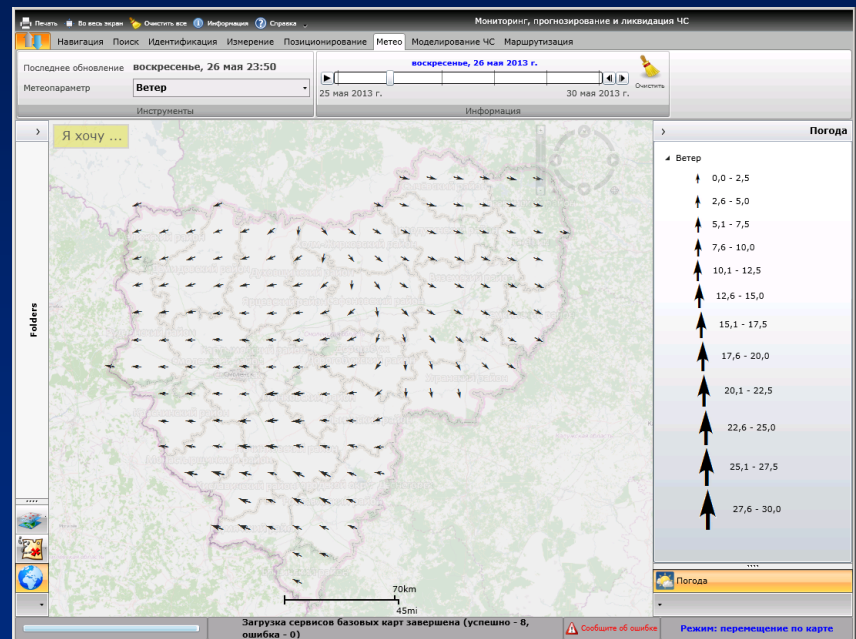 Мониторинг, прогнозирование и ликвидация ЧС
Печать Во весь экран Очистить все Информация Справка
Навигация Поиск Идентификация Измерение Позиционирование Метео Моделирование ЧС Маршрутизация
Последнее обновление воскресенье, 26 мая 23:50
Метеопараметр Ветер
Инструменты
воскресенье, 26 мая 2013 г.
25 мая 2013 г. 30 мая 2013 г.
Очистить
Информация
Я хочу ...
Folders
Погода
Ветер
0,0 - 2,5
2,6 - 5,0
5,1 - 7,5
7,6 - 10,0
10,1 - 12,5
12,6 - 15,0
15,1 - 17,5
17,6 - 20,0
20,1 - 22,5
22,6 - 25,0
25,1 - 27,5
27,6 - 30,0
Погода
70km
45mi
Загрузка сервисов базовых карт завершена (успешно - 8,
ошибка - 0)
Сообщите об ошибке
Режим: перемещение по карте